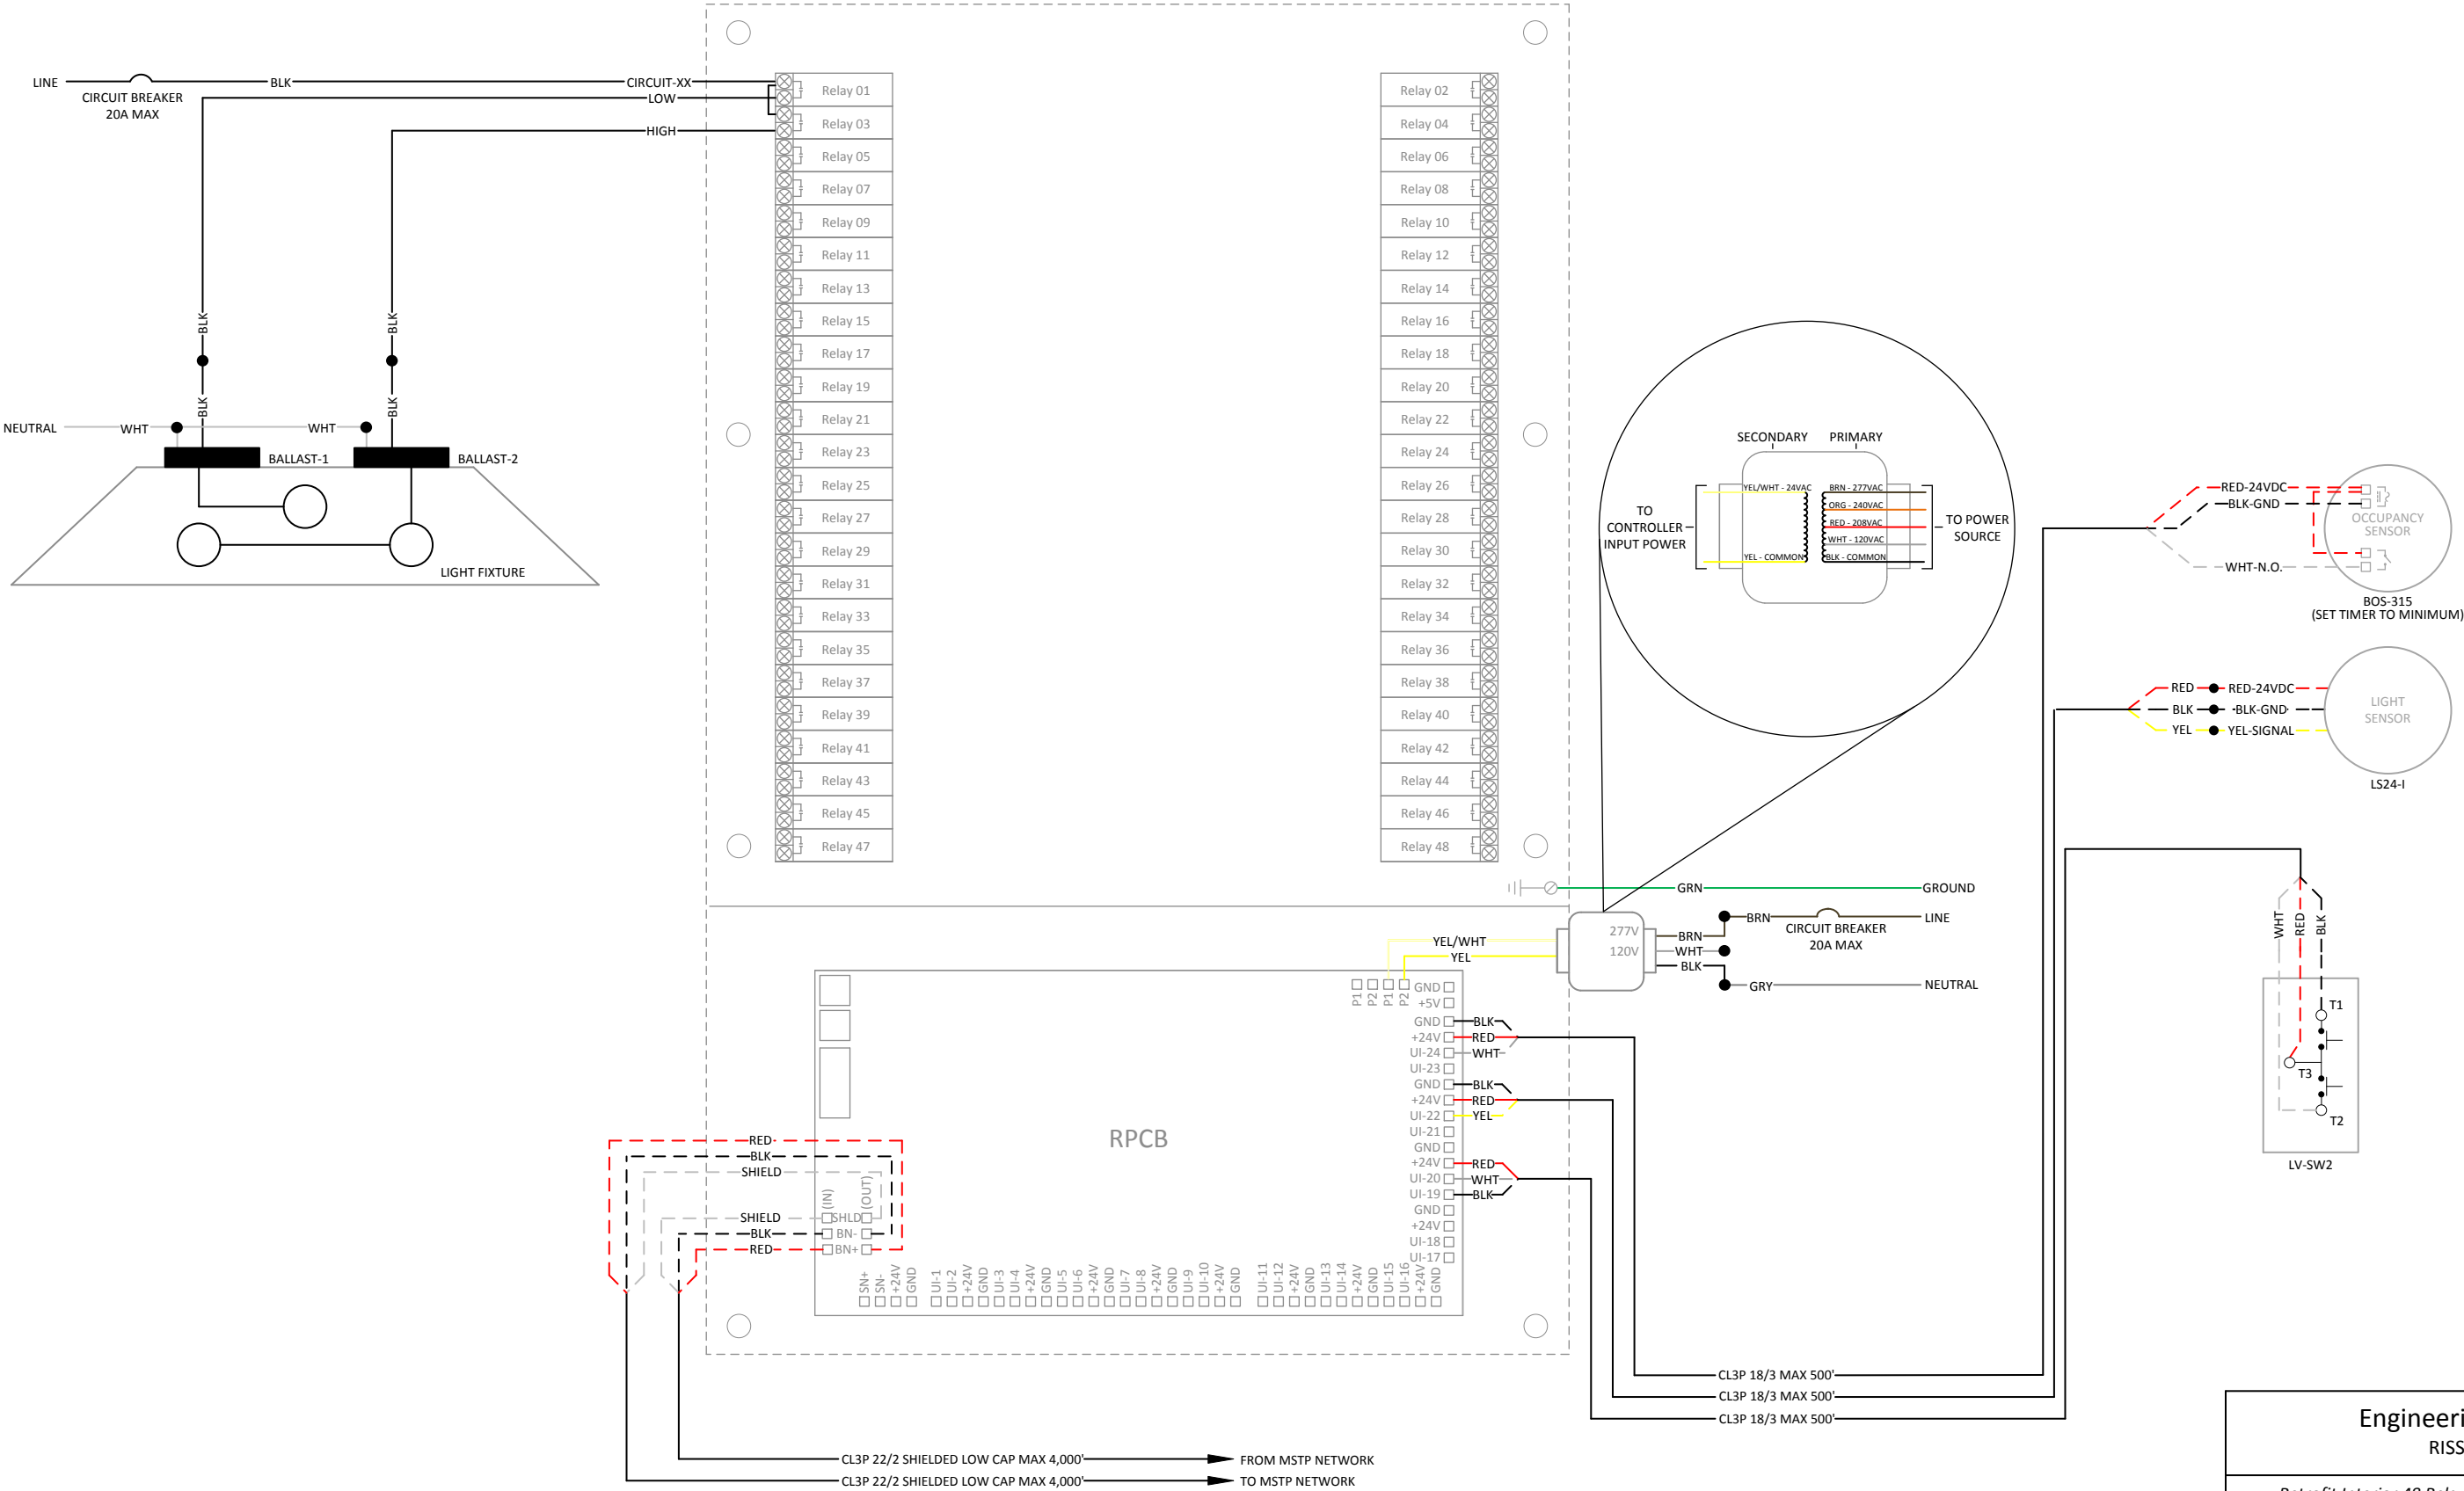 LINE
CIRCUIT BREAKER
20A MAX
BLK
CIRCUIT-XX
LOW
HIGH
BLK
BLK
BLK
BLK
NEUTRAL
WHT
WHT
BALLAST-1
BALLAST-2
LIGHT FIXTURE
Relay 01
Relay 03
Relay 05
Relay 07
Relay 09
Relay 11
Relay 13
Relay 15
Relay 17
Relay 19
Relay 21
Relay 23
Relay 25
Relay 27
Relay 29
Relay 31
Relay 33
Relay 35
Relay 37
Relay 39
Relay 41
Relay 43
Relay 45
Relay 47
Relay 02
Relay 04
Relay 06
Relay 08
Relay 10
Relay 12
Relay 14
Relay 16
Relay 18
Relay 20
Relay 22
Relay 24
Relay 26
Relay 28
Relay 30
Relay 32
Relay 34
Relay 36
Relay 38
Relay 40
Relay 42
Relay 44
Relay 46
Relay 48
SECONDARY
PRIMARY
YEL/WHT - 24VAC
YEL - COMMON
BRN - 277VAC
ORG - 240VAC
RED - 208VAC
WHT - 120VAC
BLK - COMMON
TO
CONTROLLER
INPUT POWER
TO POWER
SOURCE
RED-24VDC
BLK-GND
WHT-N.O.
OCCUPANCY
SENSOR
BOS-315
(SET TIMER TO MINIMUM)
RED
RED-24VDC
BLK
BLK-GND
YEL
YEL-SIGNAL
LIGHT
SENSOR
LS24-I
GRN
GROUND
BRN
LINE
CIRCUIT BREAKER
20A MAX
277V
120V
BRN
WHT
BLK
GRY
NEUTRAL
YEL/WHT
YEL
WHT
RED
BLK
T1
T3
T2
LV-SW2
P1
P2
P1
P2
GND
+5V
GND
+24V
UI-24
UI-23
GND
+24V
UI-22
UI-21
GND
+24V
UI-20
UI-19
GND
+24V
UI-18
UI-17
BLK
RED
WHT
BLK
RED
YEL
RED
WHT
BLK
RPCB
RED
BLK
SHIELD
SHIELD
BLK
RED
(IN)
(OUT)
SHLD
BN-
BN+
SN+
SN-
+24V
GND
UI-1
UI-2
+24V
GND
UI-3
UI-4
+24V
GND
UI-5
UI-6
+24V
GND
UI-7
UI-8
+24V
GND
UI-9
UI-10
+24V
GND
UI-11
UI-12
+24V
GND
UI-13
UI-14
+24V
GND
UI-15
UI-16
+24V
GND
CL3P 18/3 MAX 500'
CL3P 18/3 MAX 500'
CL3P 18/3 MAX 500'
CL3P 22/2 SHIELDED LOW CAP MAX 4,000'
FROM MSTP NETWORK
CL3P 22/2 SHIELDED LOW CAP MAX 4,000'
TO MSTP NETWORK
Engineeri
RISS